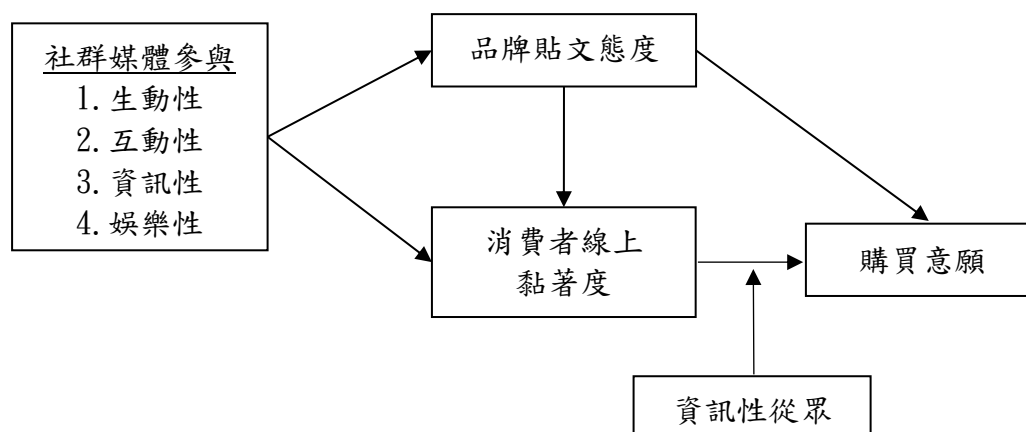 社群媒體參與
1. 生動性
2. 互動性
3. 資訊性
4. 娛樂性
品牌貼文態度
消費者線上
黏著度
購買意願
資訊性從眾